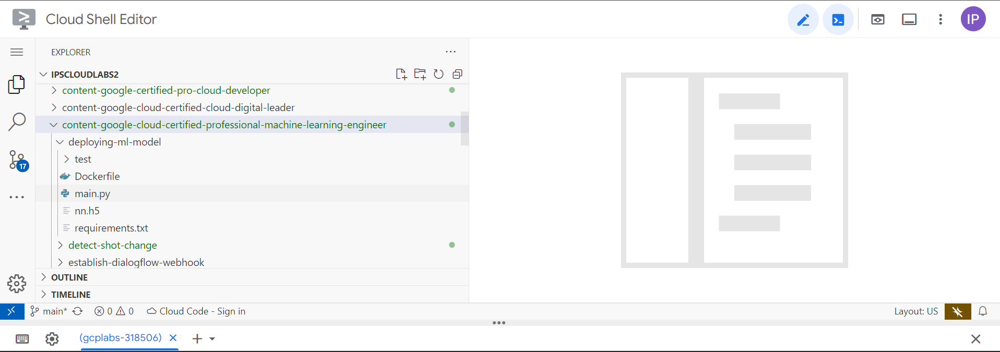 Cloud Shell Editor
IP
EXPLORER
IPSCLOUDLABS2
content-google-certified-pro-cloud-developer
content-google-cloud-certified-cloud-digital-leader
content-google-cloud-certified-professional-machine-learning-engineer
deploying-ml-model
test
Dockerfile
main.py
nn.h5
requirements.txt
detect-shot-change
establish-dialogflow-webhook
17
OUTLINE
TIMELINE
main* 0 0 Cloud Code - Sign in Layout: US
(gcplabs-318506)